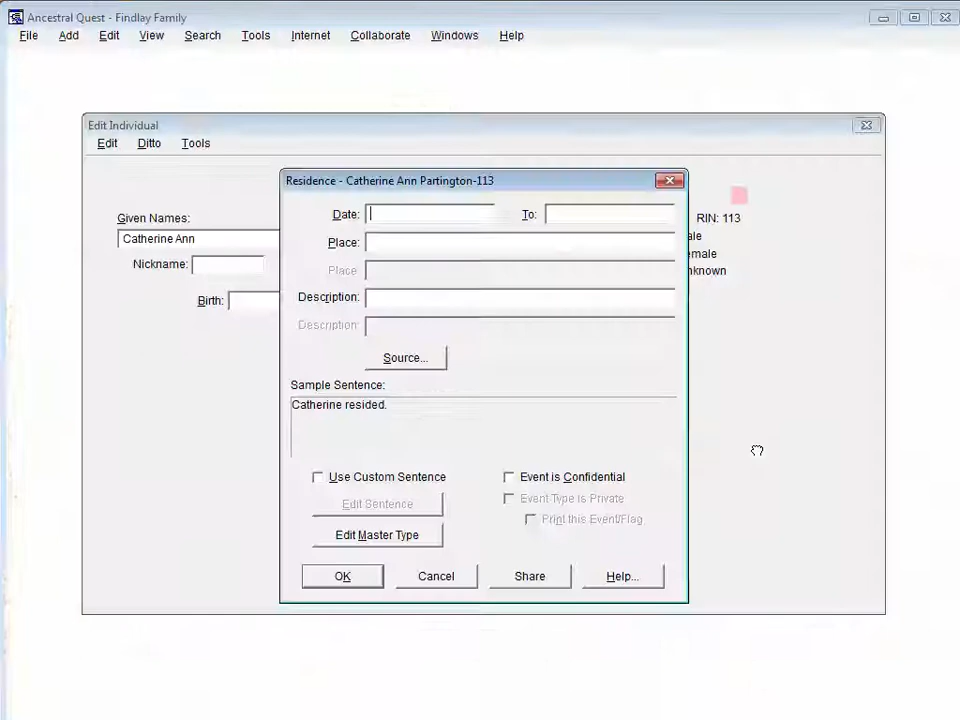 Ancestral Quest - Findlay Family
File Add Edit View Search Tools Internet Collaborate Windows Help
Edit Individual
Edit Ditto Tools
Residence - Catherine Ann Partington-113
Date: To:
Given Names:
RIN: 113
Catherine Ann
ale
Place:
emale
Nickname:
Place
nknown
Birth:
Description:
Description:
Source...
Sample Sentence:
Catherine resided.
Use Custom Sentence Event is Confidential
Edit Sentence Event Type is Private
Print this Event/Flag
Edit Master Type
OK Cancel Share Help...